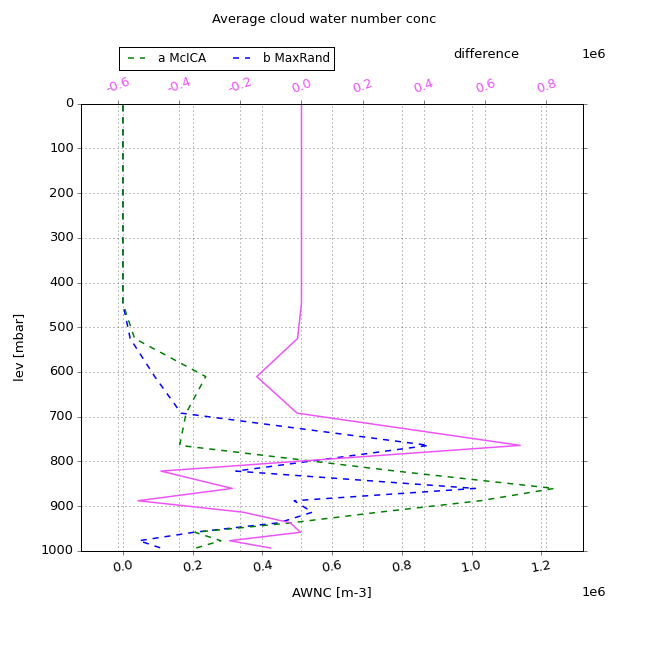 Average cloud water number conc
a McICA b MaxRand
difference 1e6
-0.6 -0.4 -0.2 0.0 0.2 0.4 0.6 0.8
0
100
200
300
400
500
600
700
800
900
1000
lev [mbar]
0.0 0.2 0.4 0.6 0.8 1.0 1.2
AWNC [m-3] 1e6